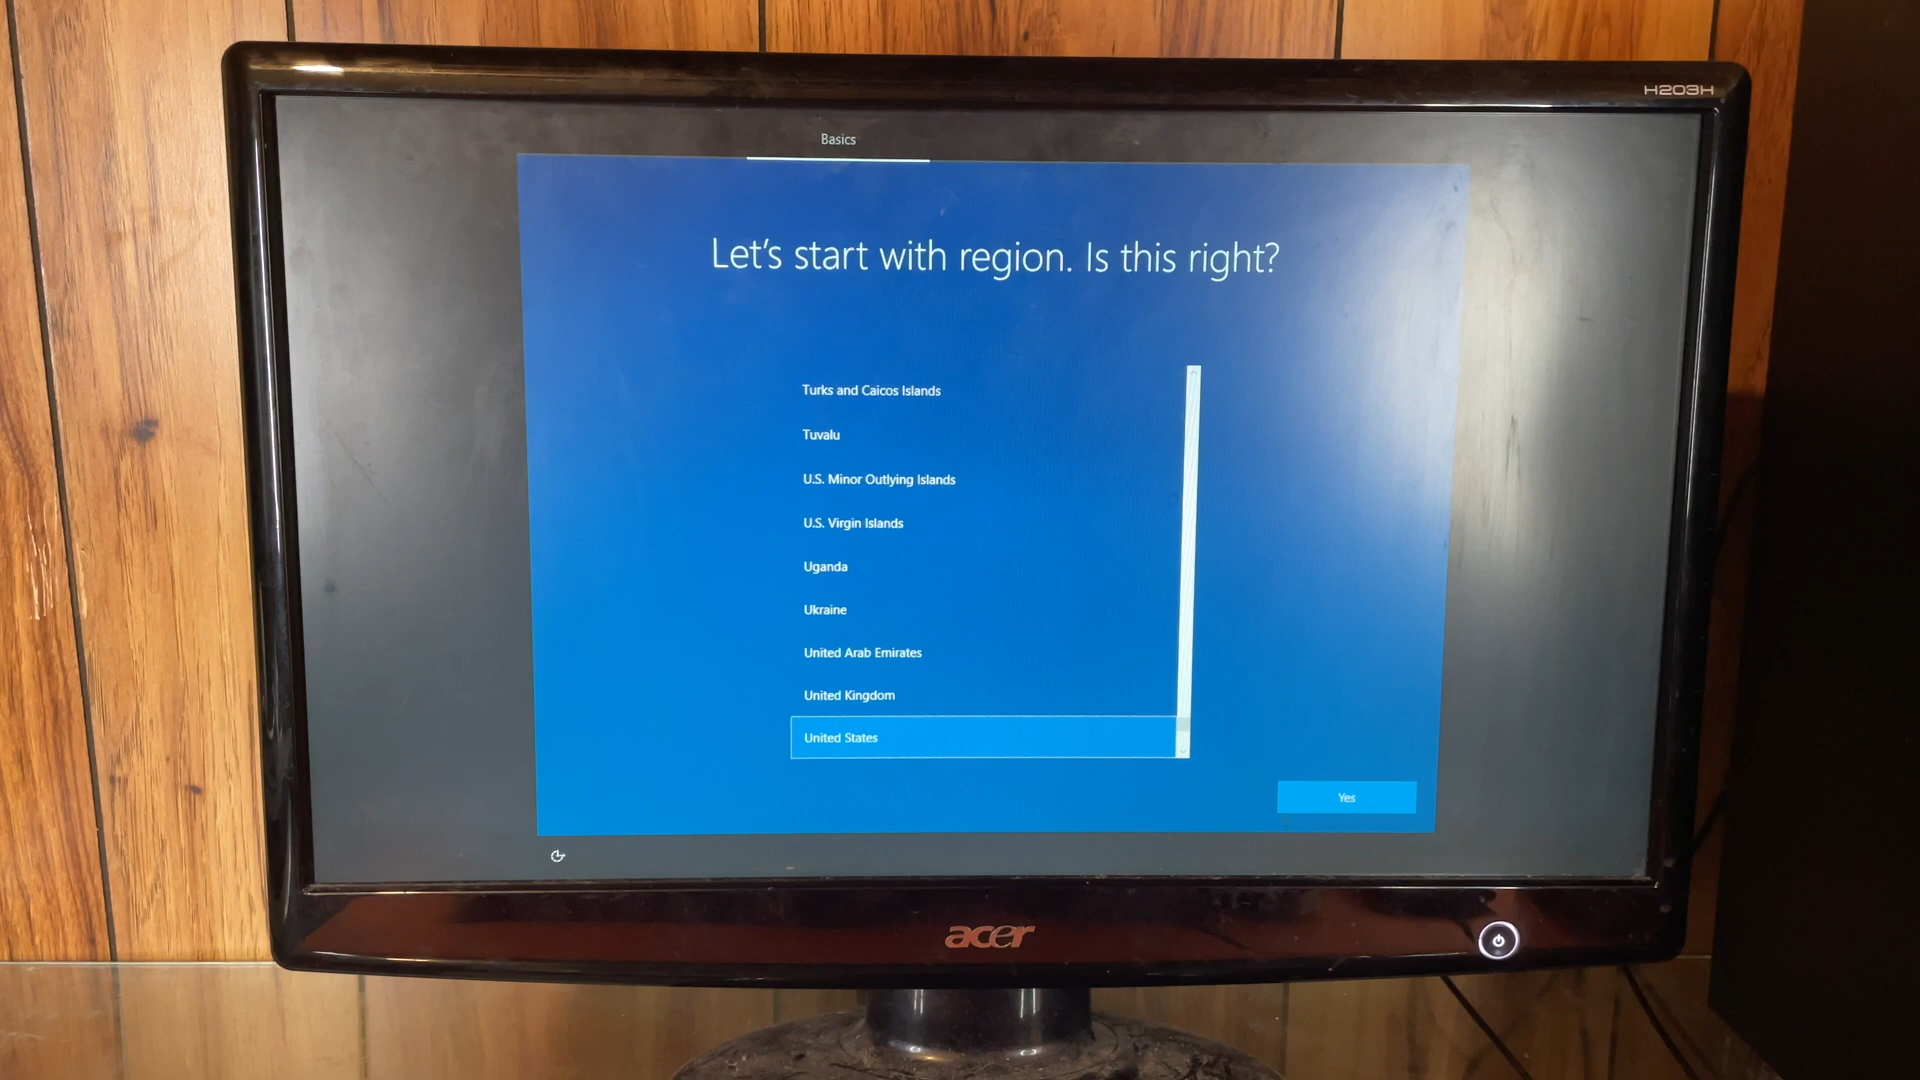 H203H
Basics
Let's start with region. Is this right?
Turks and Caicos Islands
Tuvalu
U.S. Minor Outlying Islands
U.S. Virgin Islands
Uganda
Ukraine
United Arab Emirates
United Kingdom
United States
Yes
acer